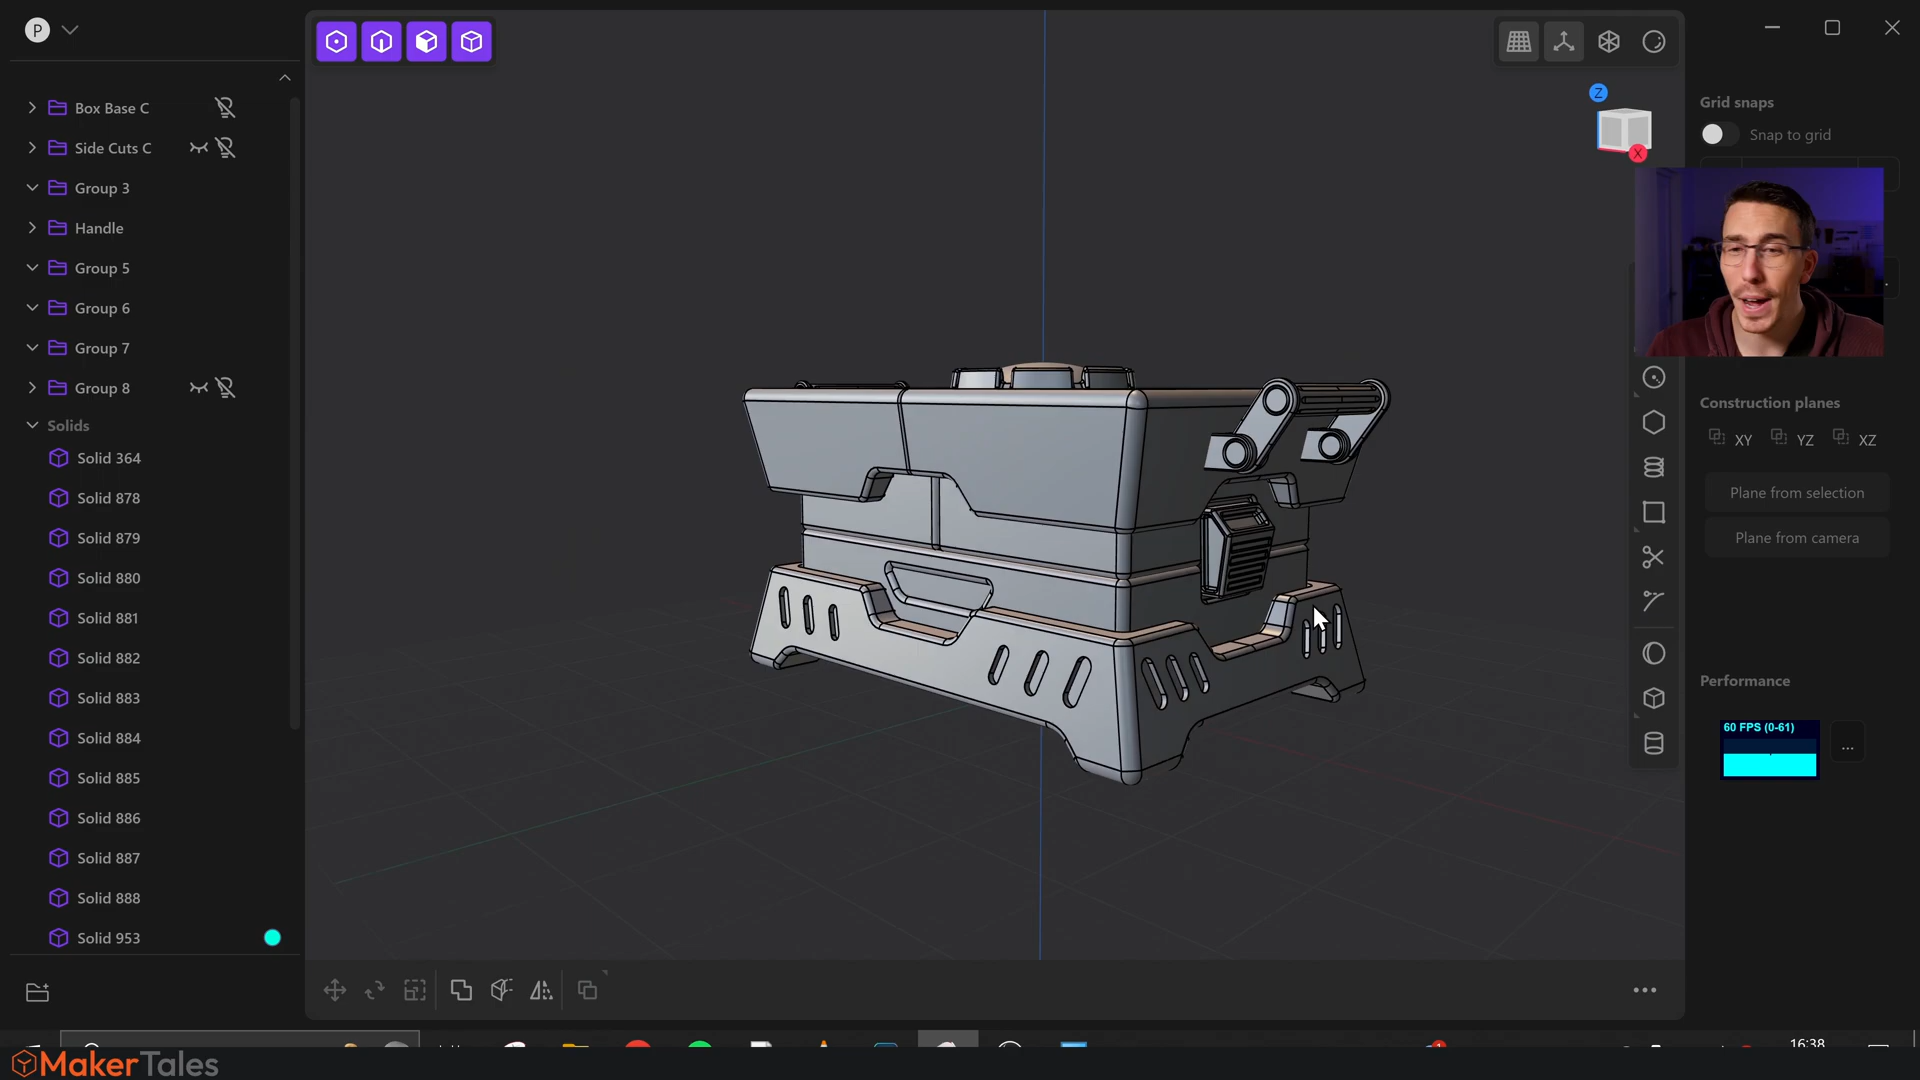 P
Box Base C
Side Cuts C
Group 3
Handle
Group 5
Group 6
Group 7
Group 8
Solids
Solid 364
Solid 878
Solid 879
Solid 880
Solid 881
Solid 882
Solid 883
Solid 884
Solid 885
Solid 886
Solid 887
Solid 888
Solid 953
Z
X
Grid snaps
Snap to grid
Construction planes
XY YZ XZ
Plane from selection
Plane from camera
Performance
60 FPS (0-61)
...
16:38
MakerTales